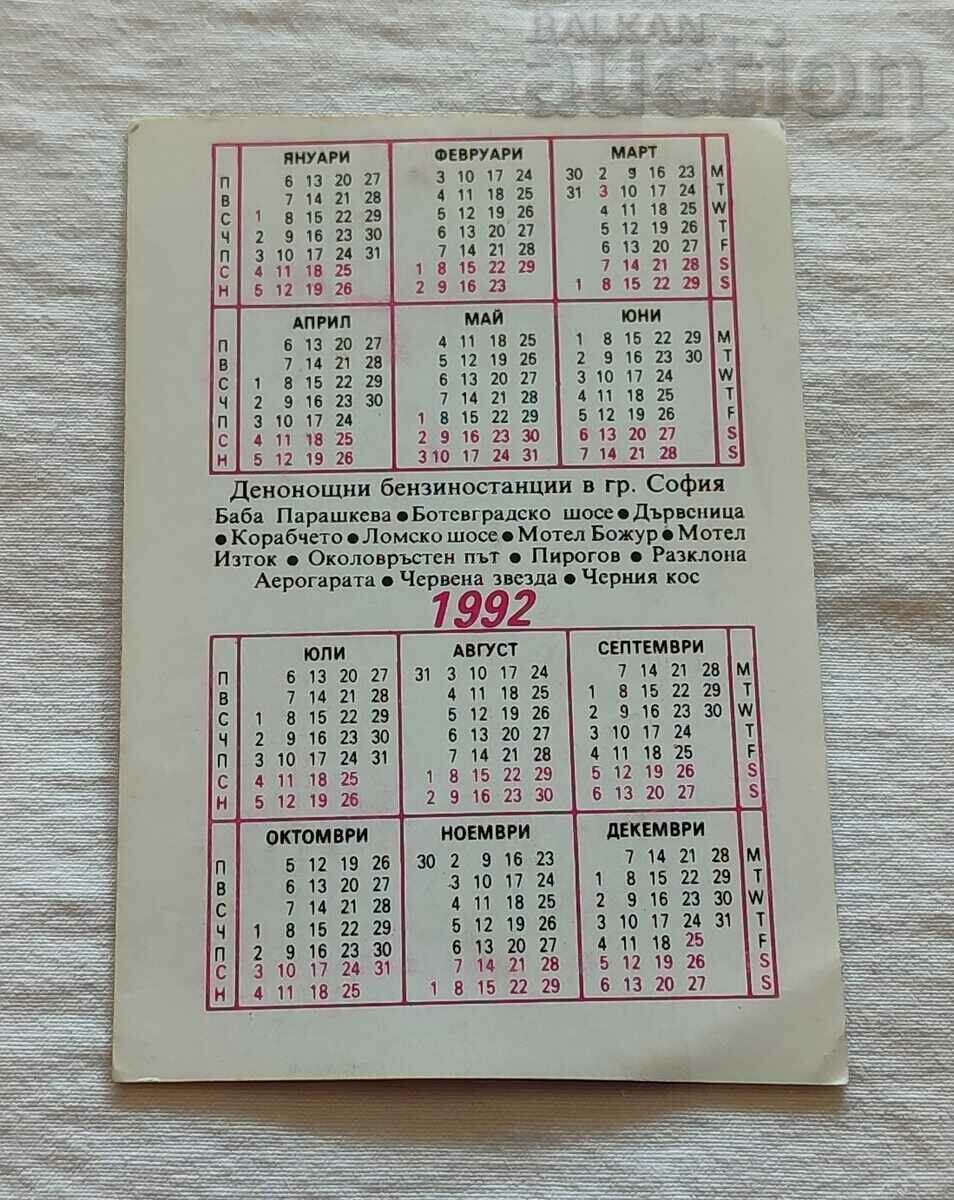 BALKAN
auction
ЯНУАРИ ФЕВРУАРИ МАРТ
П 6 13 20 27 3 10 17 24 30 2 9 16 23 M
В 7 14 21 28 4 11 18 25 31 3 10 17 24 T
С 1 8 15 22 29 5 12 19 26 4 11 18 25 W
Ч 2 9 16 23 30 6 13 20 27 5 12 19 26 T
П 3 10 17 24 31 7 14 21 28 6 13 20 27 F
С 4 11 18 25 1 8 15 22 29 7 14 21 28 S
Н 5 12 19 26 2 9 16 23 1 8 15 22 29 S
АПРИЛ МАЙ ЮНИ
П 6 13 20 27 4 11 18 25 1 8 15 22 29 M
В 7 14 21 28 5 12 19 26 2 9 16 23 30 T
С 1 8 15 22 29 6 13 20 27 3 10 17 24 W
Ч 2 9 16 23 30 7 14 21 28 4 11 18 25 T
П 3 10 17 24 1 8 15 22 29 5 12 19 26 F
С 4 11 18 25 2 9 16 23 30 6 13 20 27 S
Н 5 12 19 26 3 10 17 24 31 7 14 21 28 S
Денонощни бензиностанции в гр. София
Баба Парашкева ● Ботевградско шосе ● Дървеница
● Корабчето ● Ломско шосе ● Мотел Божур ● Мотел
Изток ● Околовръстен път ● Пирогов ● Разклона
Аерогарата ● Червена звезда ● Черния кос
1992
ЮЛИ АВГУСТ СЕПТЕМВРИ
П 6 13 20 27 31 3 10 17 24 7 14 21 28 M
В 7 14 21 28 4 11 18 25 1 8 15 22 29 T
С 1 8 15 22 29 5 12 19 26 2 9 16 23 30 W
Ч 2 9 16 23 30 6 13 20 27 3 10 17 24 T
П 3 10 17 24 31 7 14 21 28 4 11 18 25 F
С 4 11 18 25 1 8 15 22 29 5 12 19 26 S
Н 5 12 19 26 2 9 16 23 30 6 13 20 27 S
ОКТОМВРИ НОЕМВРИ ДЕКЕМВРИ
П 5 12 19 26 30 2 9 16 23 7 14 21 28 M
В 6 13 20 27 3 10 17 24 1 8 15 22 29 T
С 7 14 21 28 4 11 18 25 2 9 16 23 30 W
Ч 1 8 15 22 29 5 12 19 26 3 10 17 24 31 T
П 2 9 16 23 30 6 13 20 27 4 11 18 25 F
С 3 10 17 24 31 7 14 21 28 5 12 19 26 S
Н 4 11 18 25 1 8 15 22 29 6 13 20 27 S